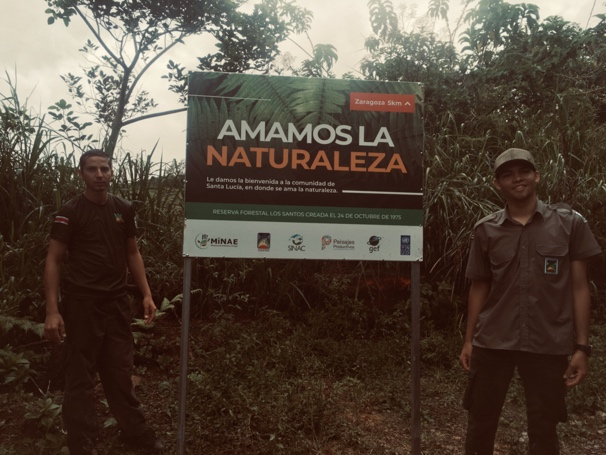 Zaragoza 5km
AMAMOS LA
NATURALEZA
Le damos la bienvenida a la comunidad de
Santa Lucía, en donde se ama la naturaleza.
RESERVA FORESTAL LOS SANTOS CREADA EL 24 DE OCTUBRE DE 1975
MiNAE
SINAC
Paisajes
Productivos
gef